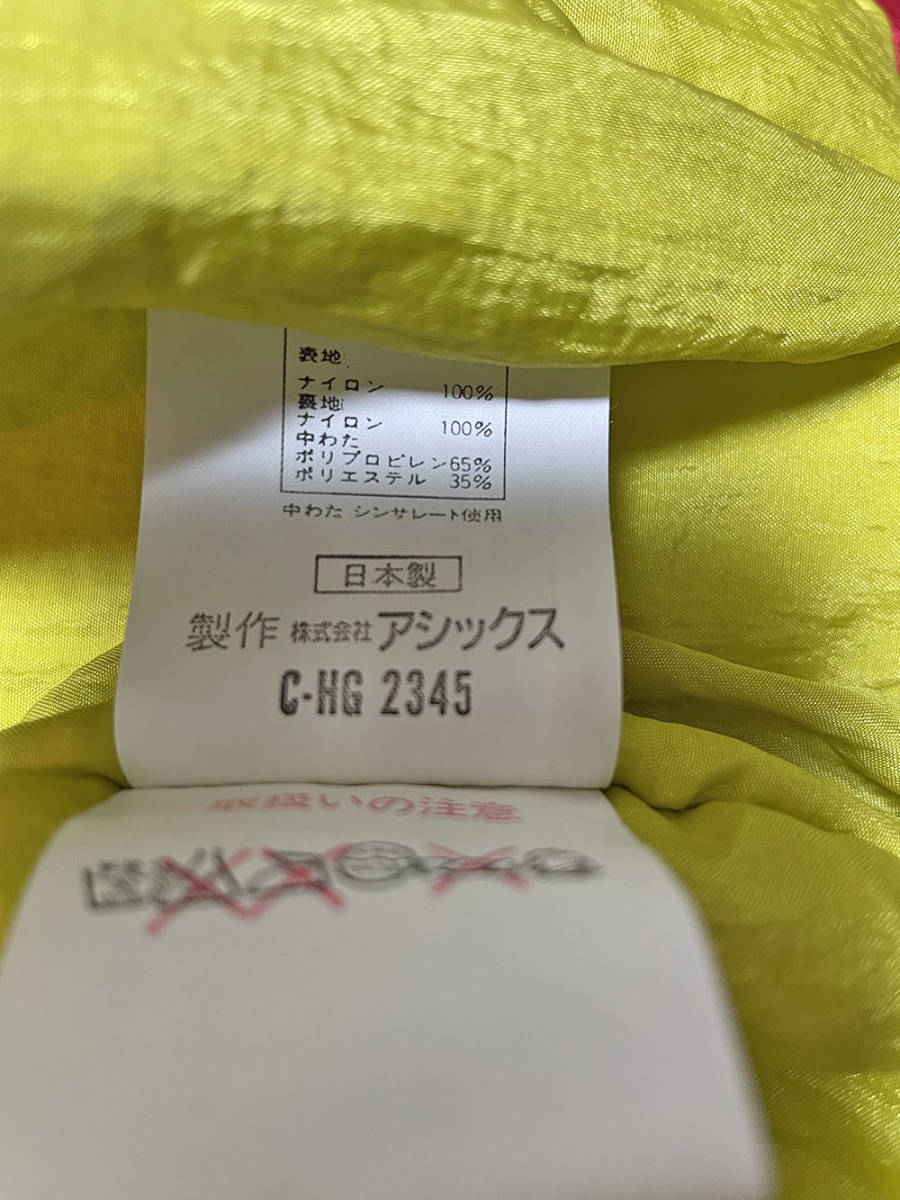 表地
ナイロン 100%
裏地
ナイロン 100%
中わた
ポリプロピレン65%
ポリエステル 35%
中わた シンサレート使用
日本製
製作 株式会社アシックス
C-HG 2345
取扱いの注意